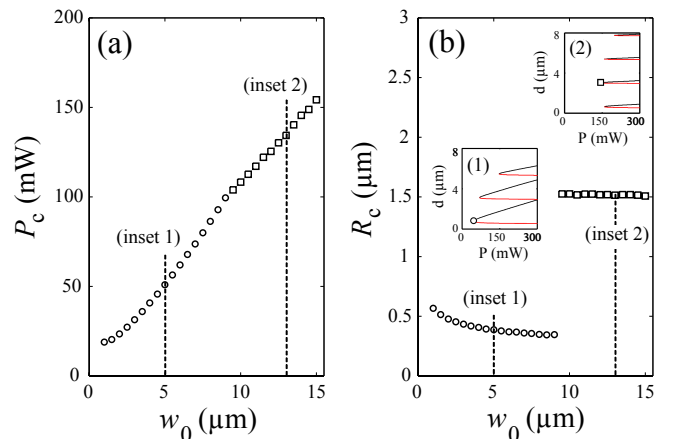 (a)
200
150
100
50
0
P_c (mW)
(inset 2)
(inset 1)
0 5 10 15
w_0 (μm)
(b)
3
2.5
2
1.5
1
0.5
0
R_c (μm)
(2)
8
4
0
d (μm)
150 300
P (mW)
(1)
8
4
0
d (μm)
150 300
P (mW)
(inset 2)
(inset 1)
0 5 10 15
w_0 (μm)